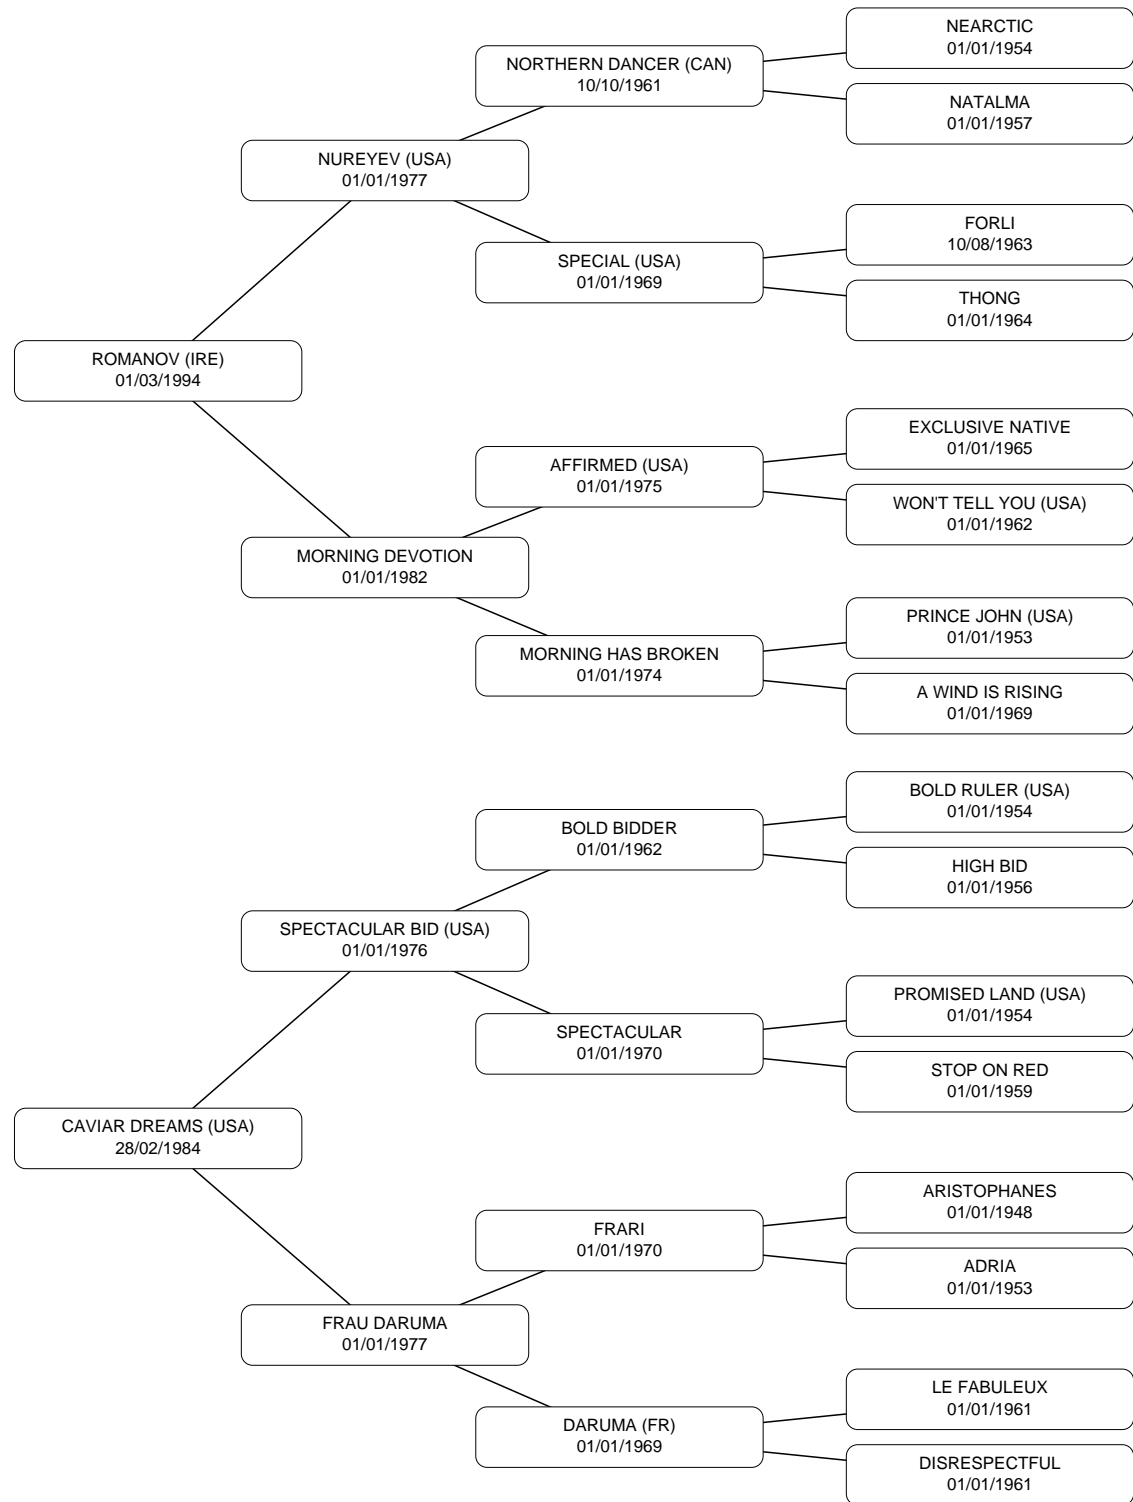 NEARCTIC
01/01/1954
NORTHERN DANCER (CAN)
10/10/1961
NATALMA
01/01/1957
NUREYEV (USA)
01/01/1977
FORLI
10/08/1963
SPECIAL (USA)
01/01/1969
THONG
01/01/1964
ROMANOV (IRE)
01/03/1994
EXCLUSIVE NATIVE
01/01/1965
AFFIRMED (USA)
01/01/1975
WON'T TELL YOU (USA)
01/01/1962
MORNING DEVOTION
01/01/1982
PRINCE JOHN (USA)
01/01/1953
MORNING HAS BROKEN
01/01/1974
A WIND IS RISING
01/01/1969
BOLD RULER (USA)
01/01/1954
BOLD BIDDER
01/01/1962
HIGH BID
01/01/1956
SPECTACULAR BID (USA)
01/01/1976
PROMISED LAND (USA)
01/01/1954
SPECTACULAR
01/01/1970
STOP ON RED
01/01/1959
CAVIAR DREAMS (USA)
28/02/1984
ARISTOPHANES
01/01/1948
FRARI
01/01/1970
ADRIA
01/01/1953
FRAU DARUMA
01/01/1977
LE FABULEUX
01/01/1961
DARUMA (FR)
01/01/1969
DISRESPECTFUL
01/01/1961